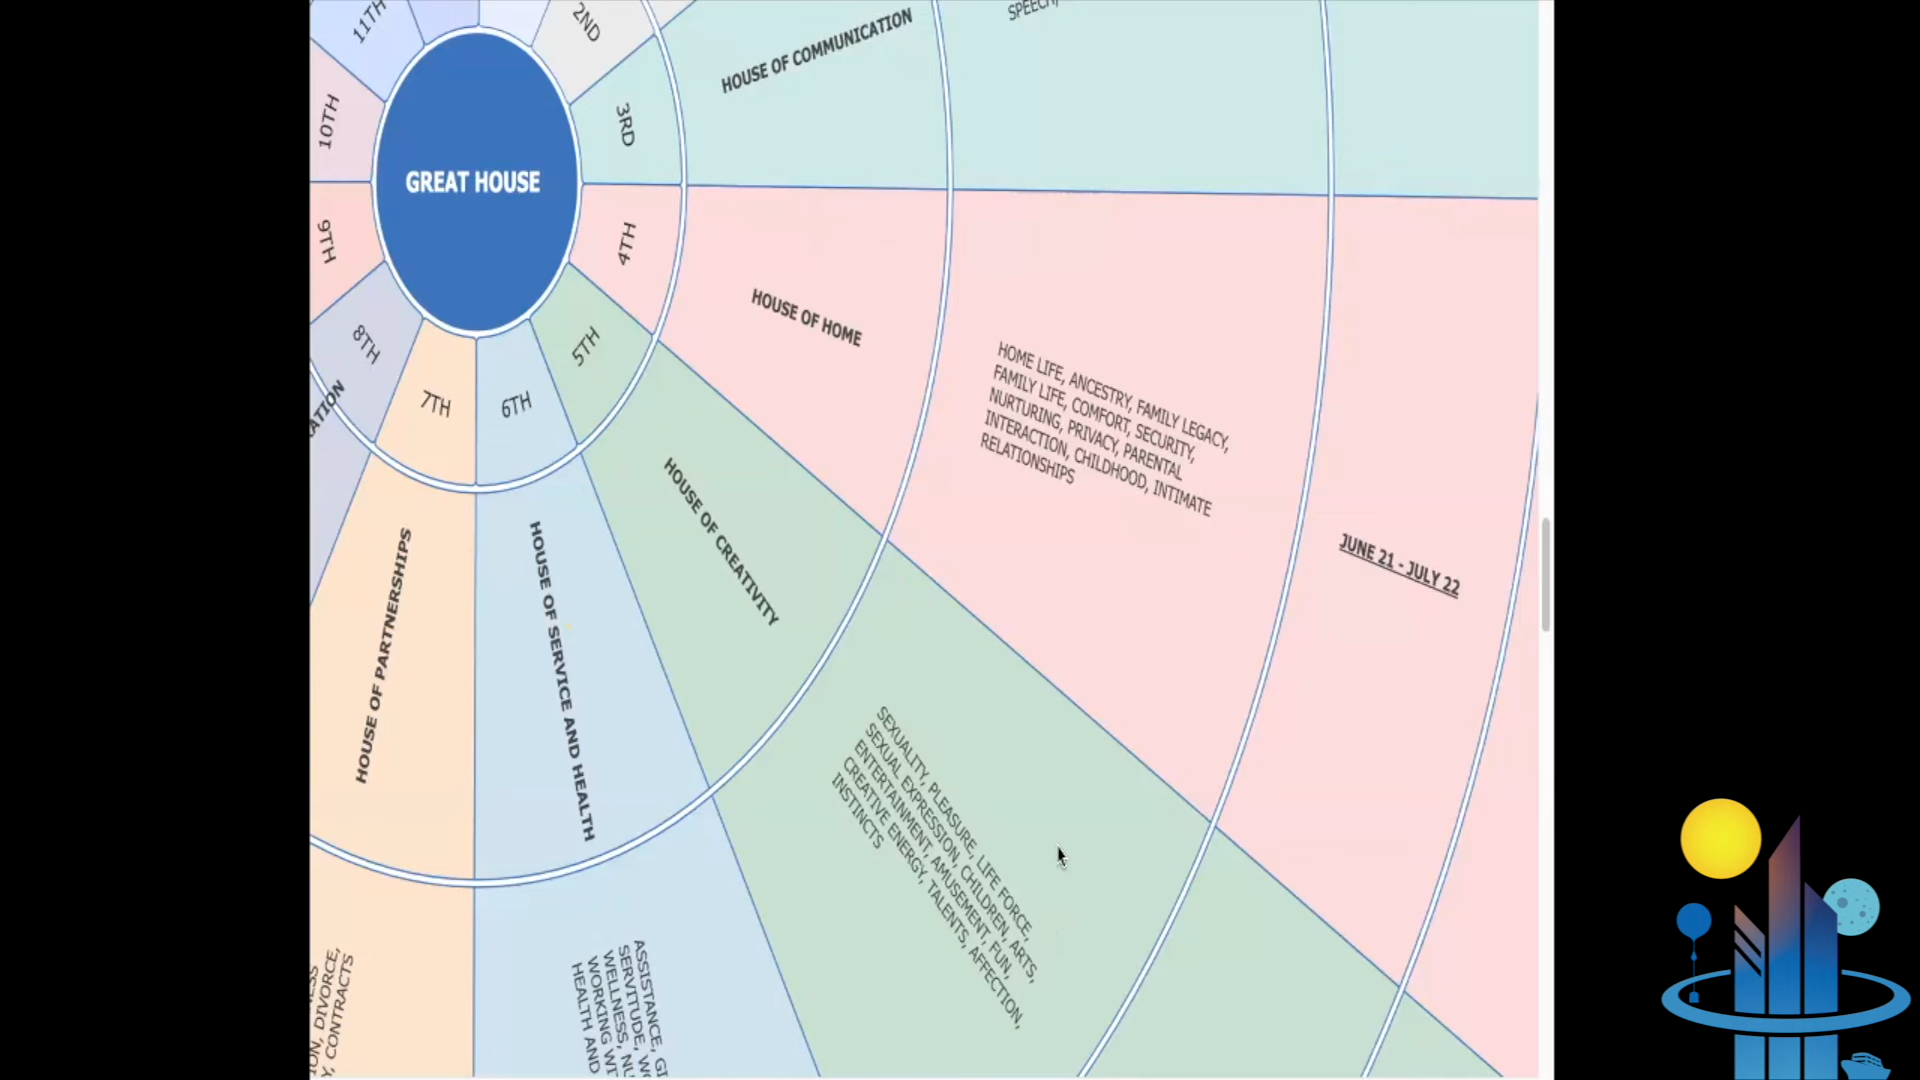 GREAT HOUSE
2ND
3RD
4TH
5TH
6TH
7TH
8TH
9TH
10TH
11TH
HOUSE OF COMMUNICATION
SPEECH,
HOUSE OF HOME
HOME LIFE, ANCESTRY, FAMILY LEGACY,
FAMILY LIFE, COMFORT, SECURITY,
NURTURING, PRIVACY, PARENTAL
INTERACTION, CHILDHOOD, INTIMATE
RELATIONSHIPS
JUNE 21 - JULY 22
HOUSE OF CREATIVITY
SEXUALITY, PLEASURE, LIFE FORCE,
SEXUAL EXPRESSION, CHILDREN, ARTS,
ENTERTAINMENT, AMUSEMENT, FUN,
CREATIVE ENERGY, TALENTS, AFFECTION,
INSTINCTS
HOUSE OF SERVICE AND HEALTH
ASSISTANCE,
SERVITUDE,
WELLNESS,
WORKING
HEALTH AND
HOUSE OF PARTNERSHIPS
DIVORCE,
CONTRACTS